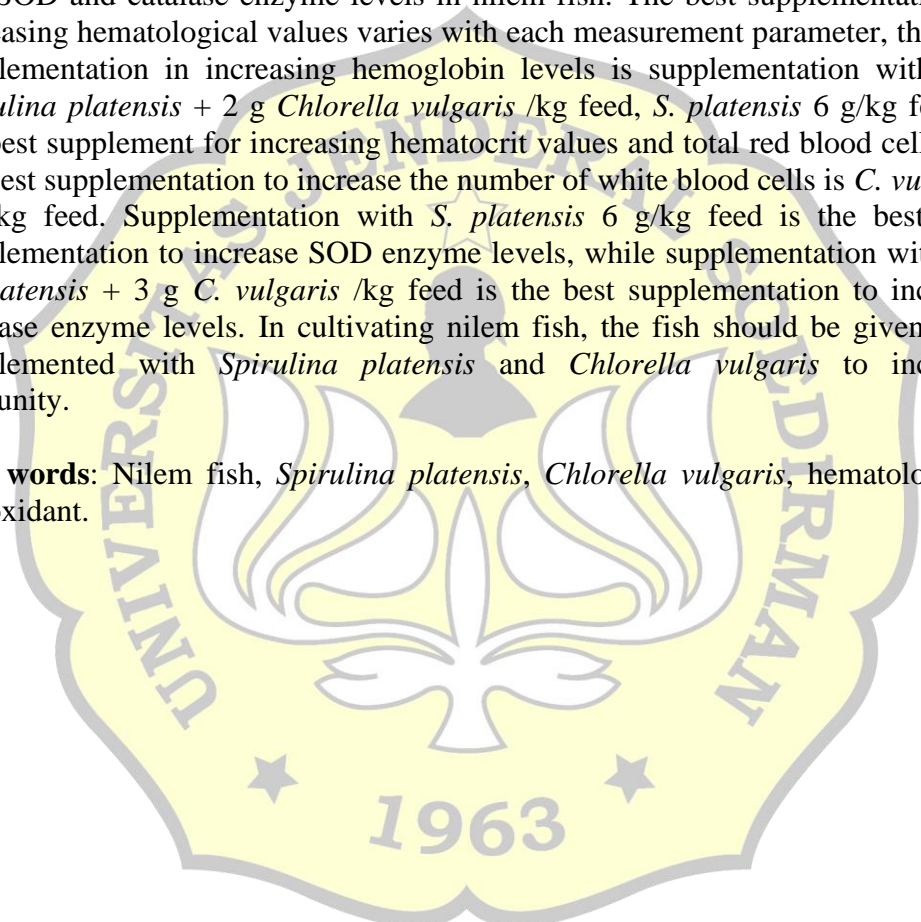 SOD and catalase enzyme levels in nilem fish. The best supplementati
easing hematological values varies with each measurement parameter, th
lementation in increasing hemoglobin levels is supplementation with
ulina platensis + 2 g Chlorella vulgaris /kg feed, S. platensis 6 g/kg f
best supplement for increasing hematocrit values and total red blood cell
est supplementation to increase the number of white blood cells is C. vu
kg feed. Supplementation with S. platensis 6 g/kg feed is the best
lementation to increase SOD enzyme levels, while supplementation wit
atensis + 3 g C. vulgaris /kg feed is the best supplementation to inc
ase enzyme levels. In cultivating nilem fish, the fish should be given
lemented with Spirulina platensis and Chlorella vulgaris to inc
unity.
words: Nilem fish, Spirulina platensis, Chlorella vulgaris, hematolo
oxidant.
UNIVERSITAS JENDERAL SOEDIRMAN
1963